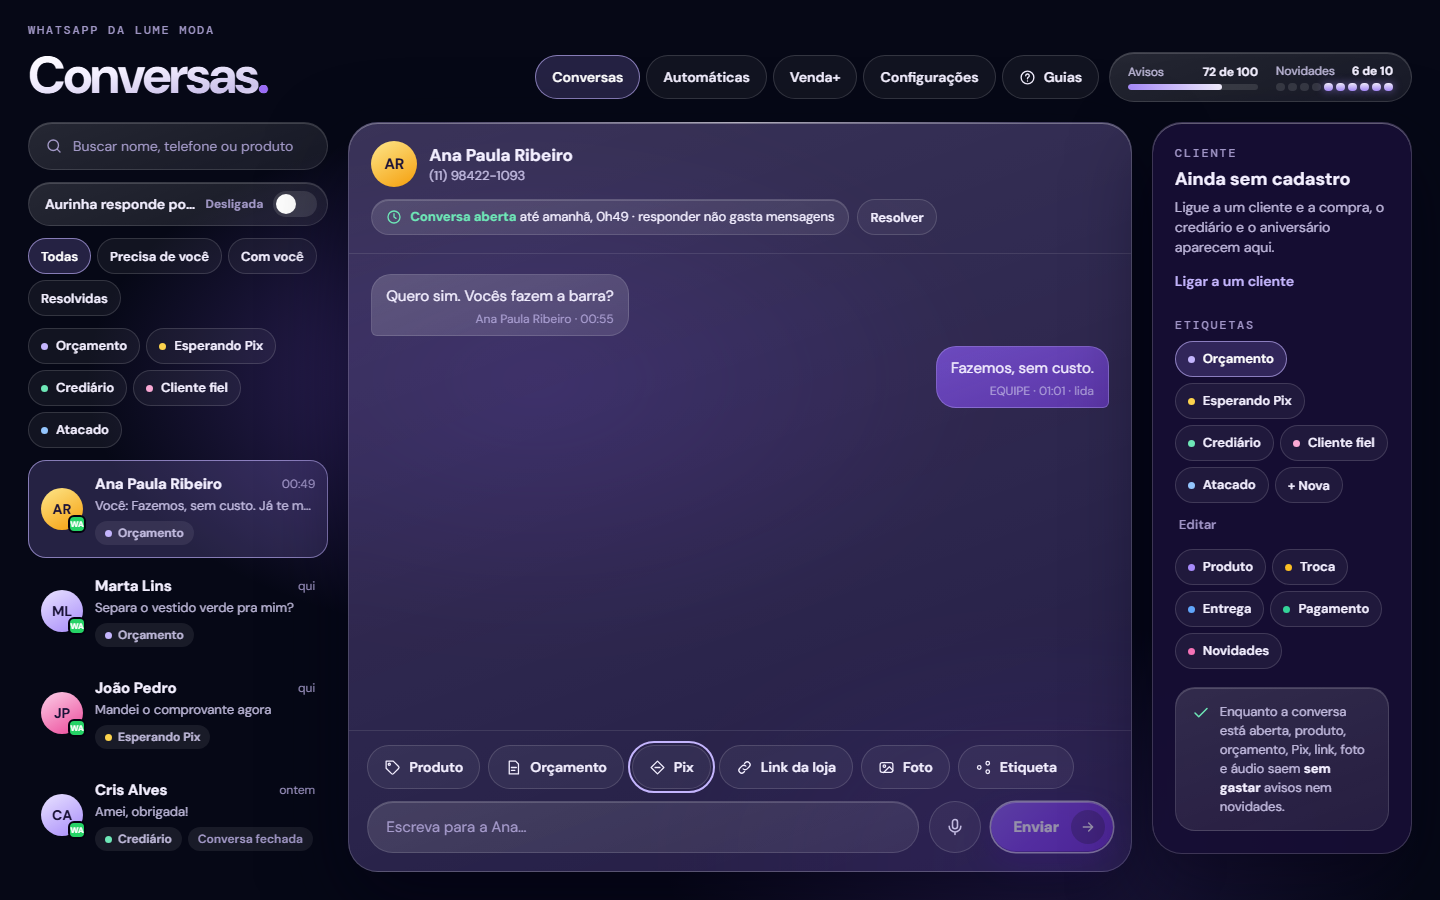 WHATSAPP DA LUME MODA
Conversas.
Conversas
Automáticas
Venda+
Configurações
Guias
Avisos 72 de 100
Novidades 6 de 10
Buscar nome, telefone ou produto
Aurinha responde po... Desligada
Todas
Precisa de você
Com você
Resolvidas
Orçamento
Esperando Pix
Crediário
Cliente fiel
Atacado
AR
WA
Ana Paula Ribeiro 00:49
Você: Fazemos, sem custo. Já te m...
Orçamento
ML
WA
Marta Lins qui
Separa o vestido verde pra mim?
Orçamento
JP
WA
João Pedro qui
Mandei o comprovante agora
Esperando Pix
CA
WA
Cris Alves ontem
Amei, obrigada!
Crediário
Conversa fechada
AR
Ana Paula Ribeiro
(11) 98422-1093
Conversa aberta até amanhã, 0h49 · responder não gasta mensagens
Resolver
Quero sim. Vocês fazem a barra?
Ana Paula Ribeiro · 00:55
Fazemos, sem custo.
EQUIPE · 01:01 · lida
Produto
Orçamento
Pix
Link da loja
Foto
Etiqueta
Escreva para a Ana...
Enviar
CLIENTE
Ainda sem cadastro
Ligue a um cliente e a compra, o
crediário e o aniversário
aparecem aqui.
Ligar a um cliente
ETIQUETAS
Orçamento
Esperando Pix
Crediário
Cliente fiel
Atacado
+ Nova
Editar
Produto
Troca
Entrega
Pagamento
Novidades
Enquanto a conversa
está aberta, produto,
orçamento, Pix, link, foto
e áudio saem sem
gastar avisos nem
novidades.